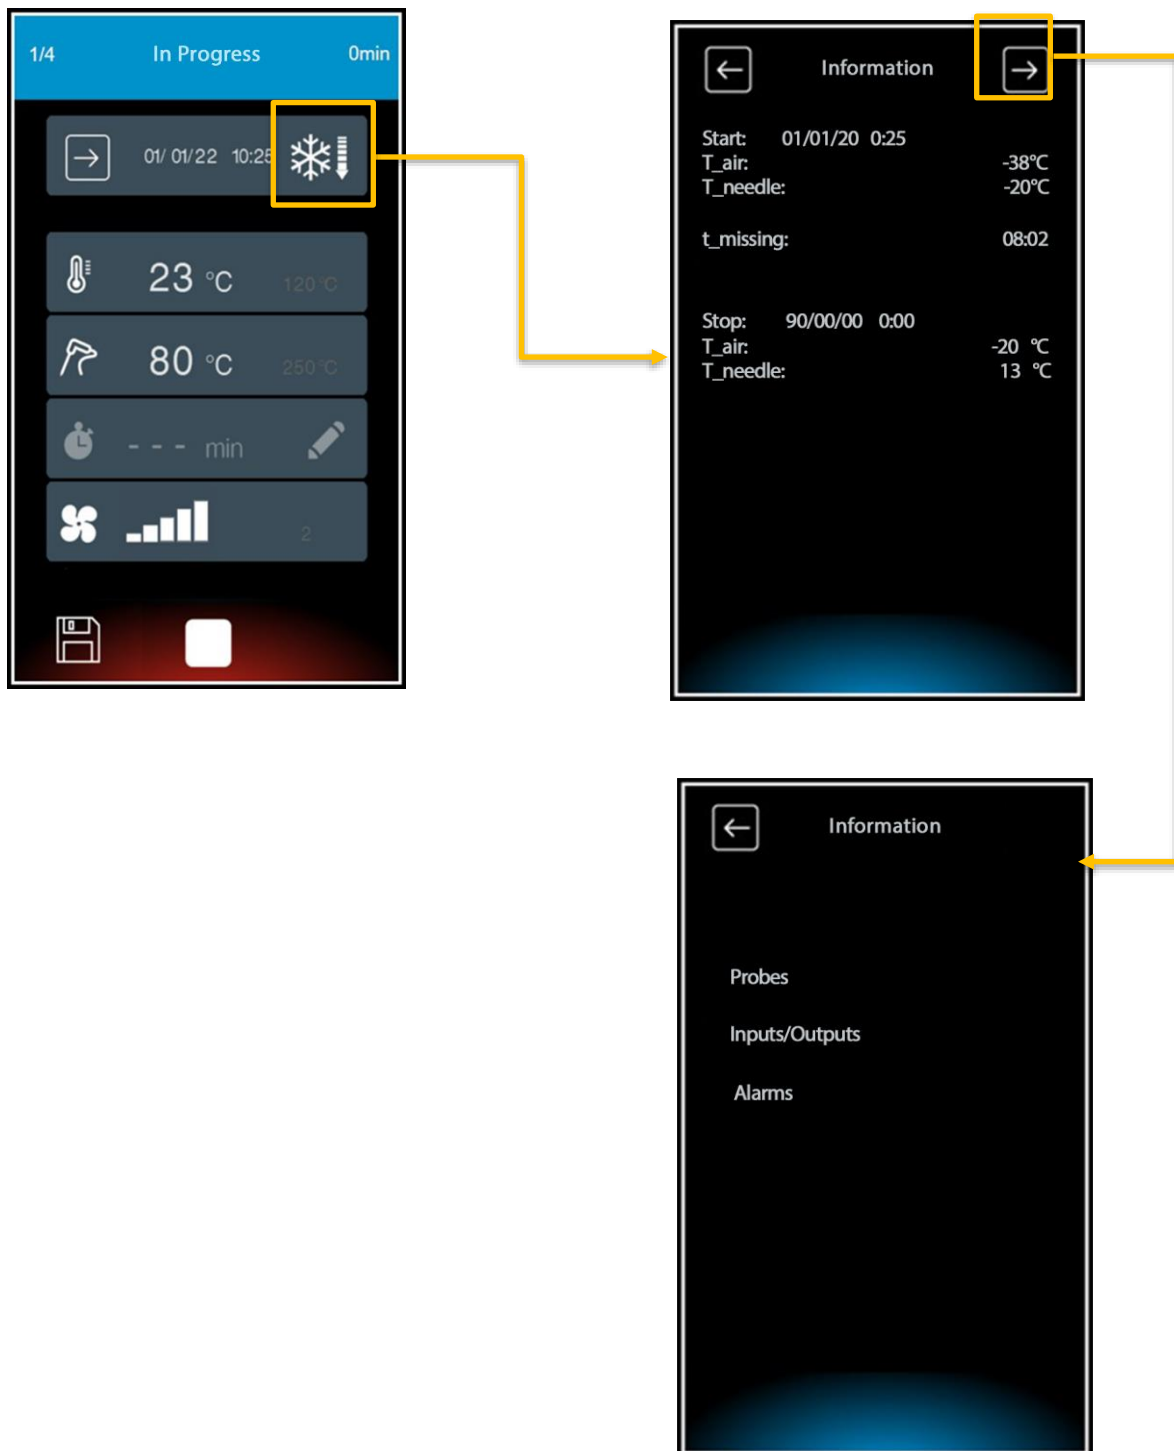 1/4 In Progress 0min
01/ 01/22 10:25
23 °C 120°C
80 °C 250°C
- - - min
2
Information
Start: 01/01/20 0:25
T_air: -38°C
T_needle: -20°C
t_missing: 08:02
Stop: 90/00/00 0:00
T_air: -20 °C
T_needle: 13 °C
Information
Probes
Inputs/Outputs
Alarms